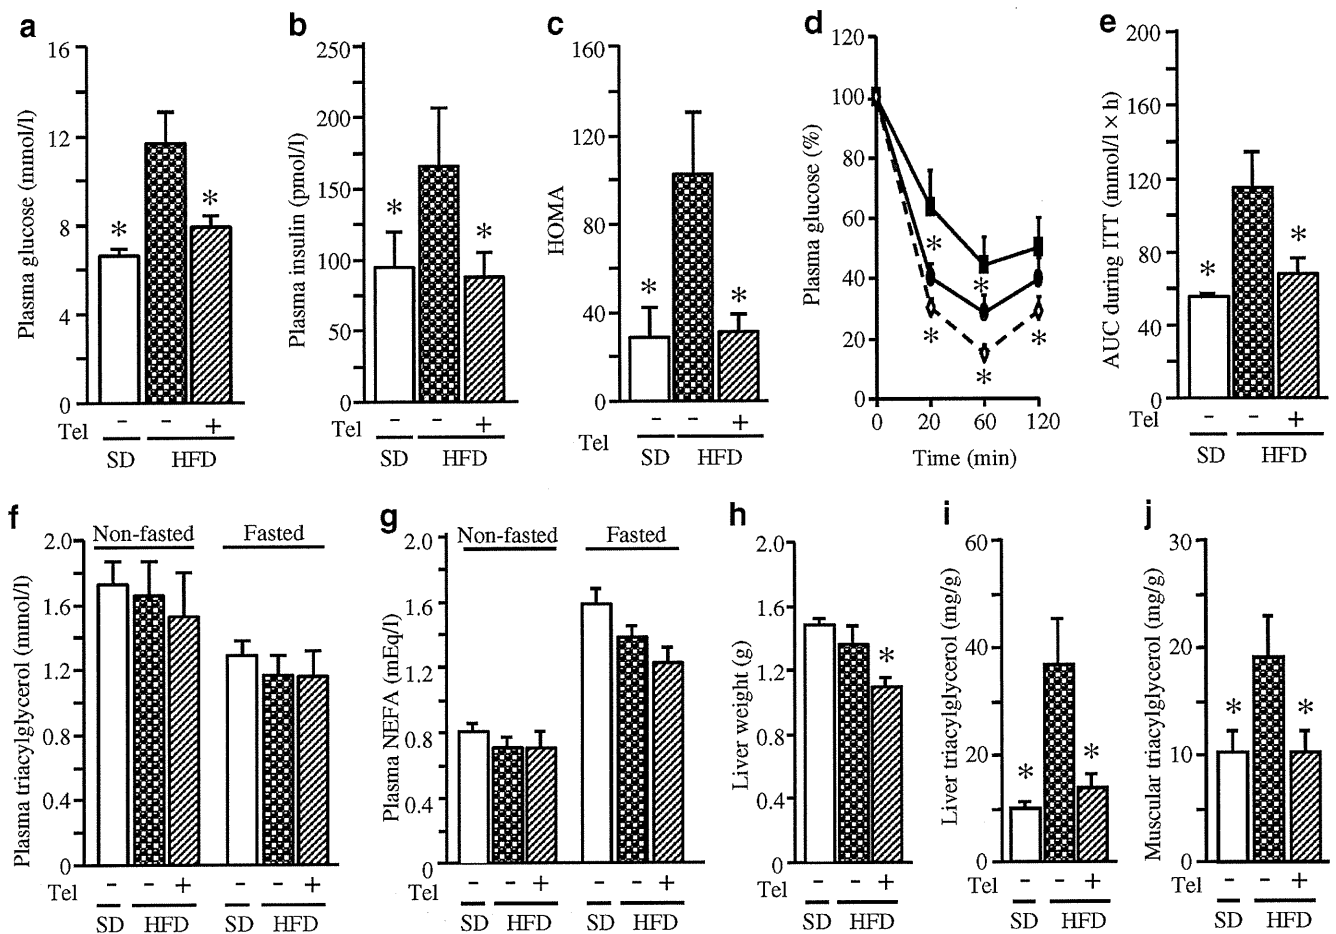 a
Plasma glucose (mmol/l)
16
12
8
4
0
*
*
Tel - - +
SD HFD
b
Plasma insulin (pmol/l)
250
200
150
100
50
0
*
*
Tel - - +
SD HFD
c
HOMA
160
120
80
40
0
*
*
Tel - - +
SD HFD
d
Plasma glucose (%)
120
100
80
60
40
20
0
*
*
*
*
*
0 20 60 120
Time (min)
e
AUC during ITT (mmol/l × h)
200
160
120
80
40
0
*
*
Tel - - +
SD HFD
f
Plasma triacylglycerol (mmol/l)
Non-fasted Fasted
2.0
1.6
1.2
0.8
0.4
0
Tel - - + - - +
SD HFD SD HFD
g
Plasma NEFA (mEq/l)
Non-fasted Fasted
2.0
1.6
1.2
0.8
0.4
0
Tel - - + - - +
SD HFD SD HFD
h
Liver weight (g)
2.0
1.6
1.2
0.8
0.4
0
*
Tel - - +
SD HFD
i
Liver triacylglycerol (mg/g)
60
40
20
0
*
*
Tel - - +
SD HFD
j
Muscular triacylglycerol (mg/g)
30
20
10
0
*
*
Tel - - +
SD HFD